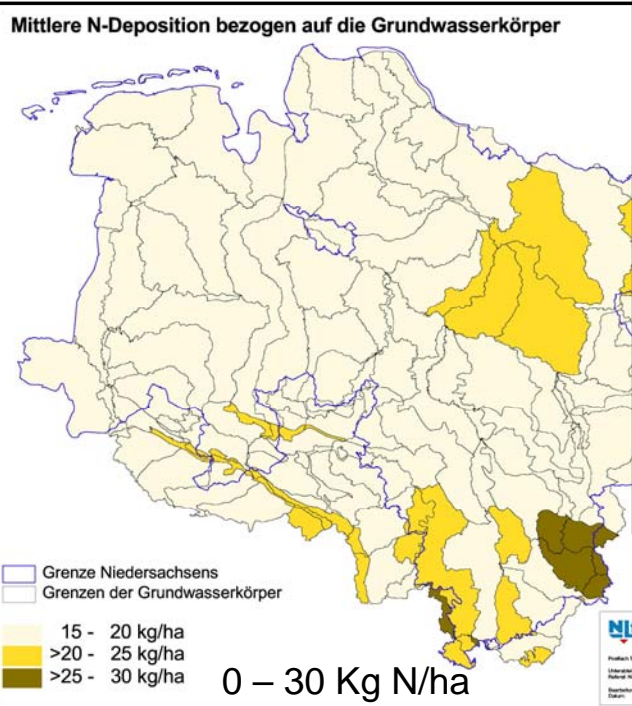 Mittlere N-Deposition bezogen auf die Grundwasserkörper
Grenze Niedersachsens
Grenzen der Grundwasserkörper
15 - 20 kg/ha
>20 - 25 kg/ha
>25 - 30 kg/ha
0 – 30 Kg N/ha